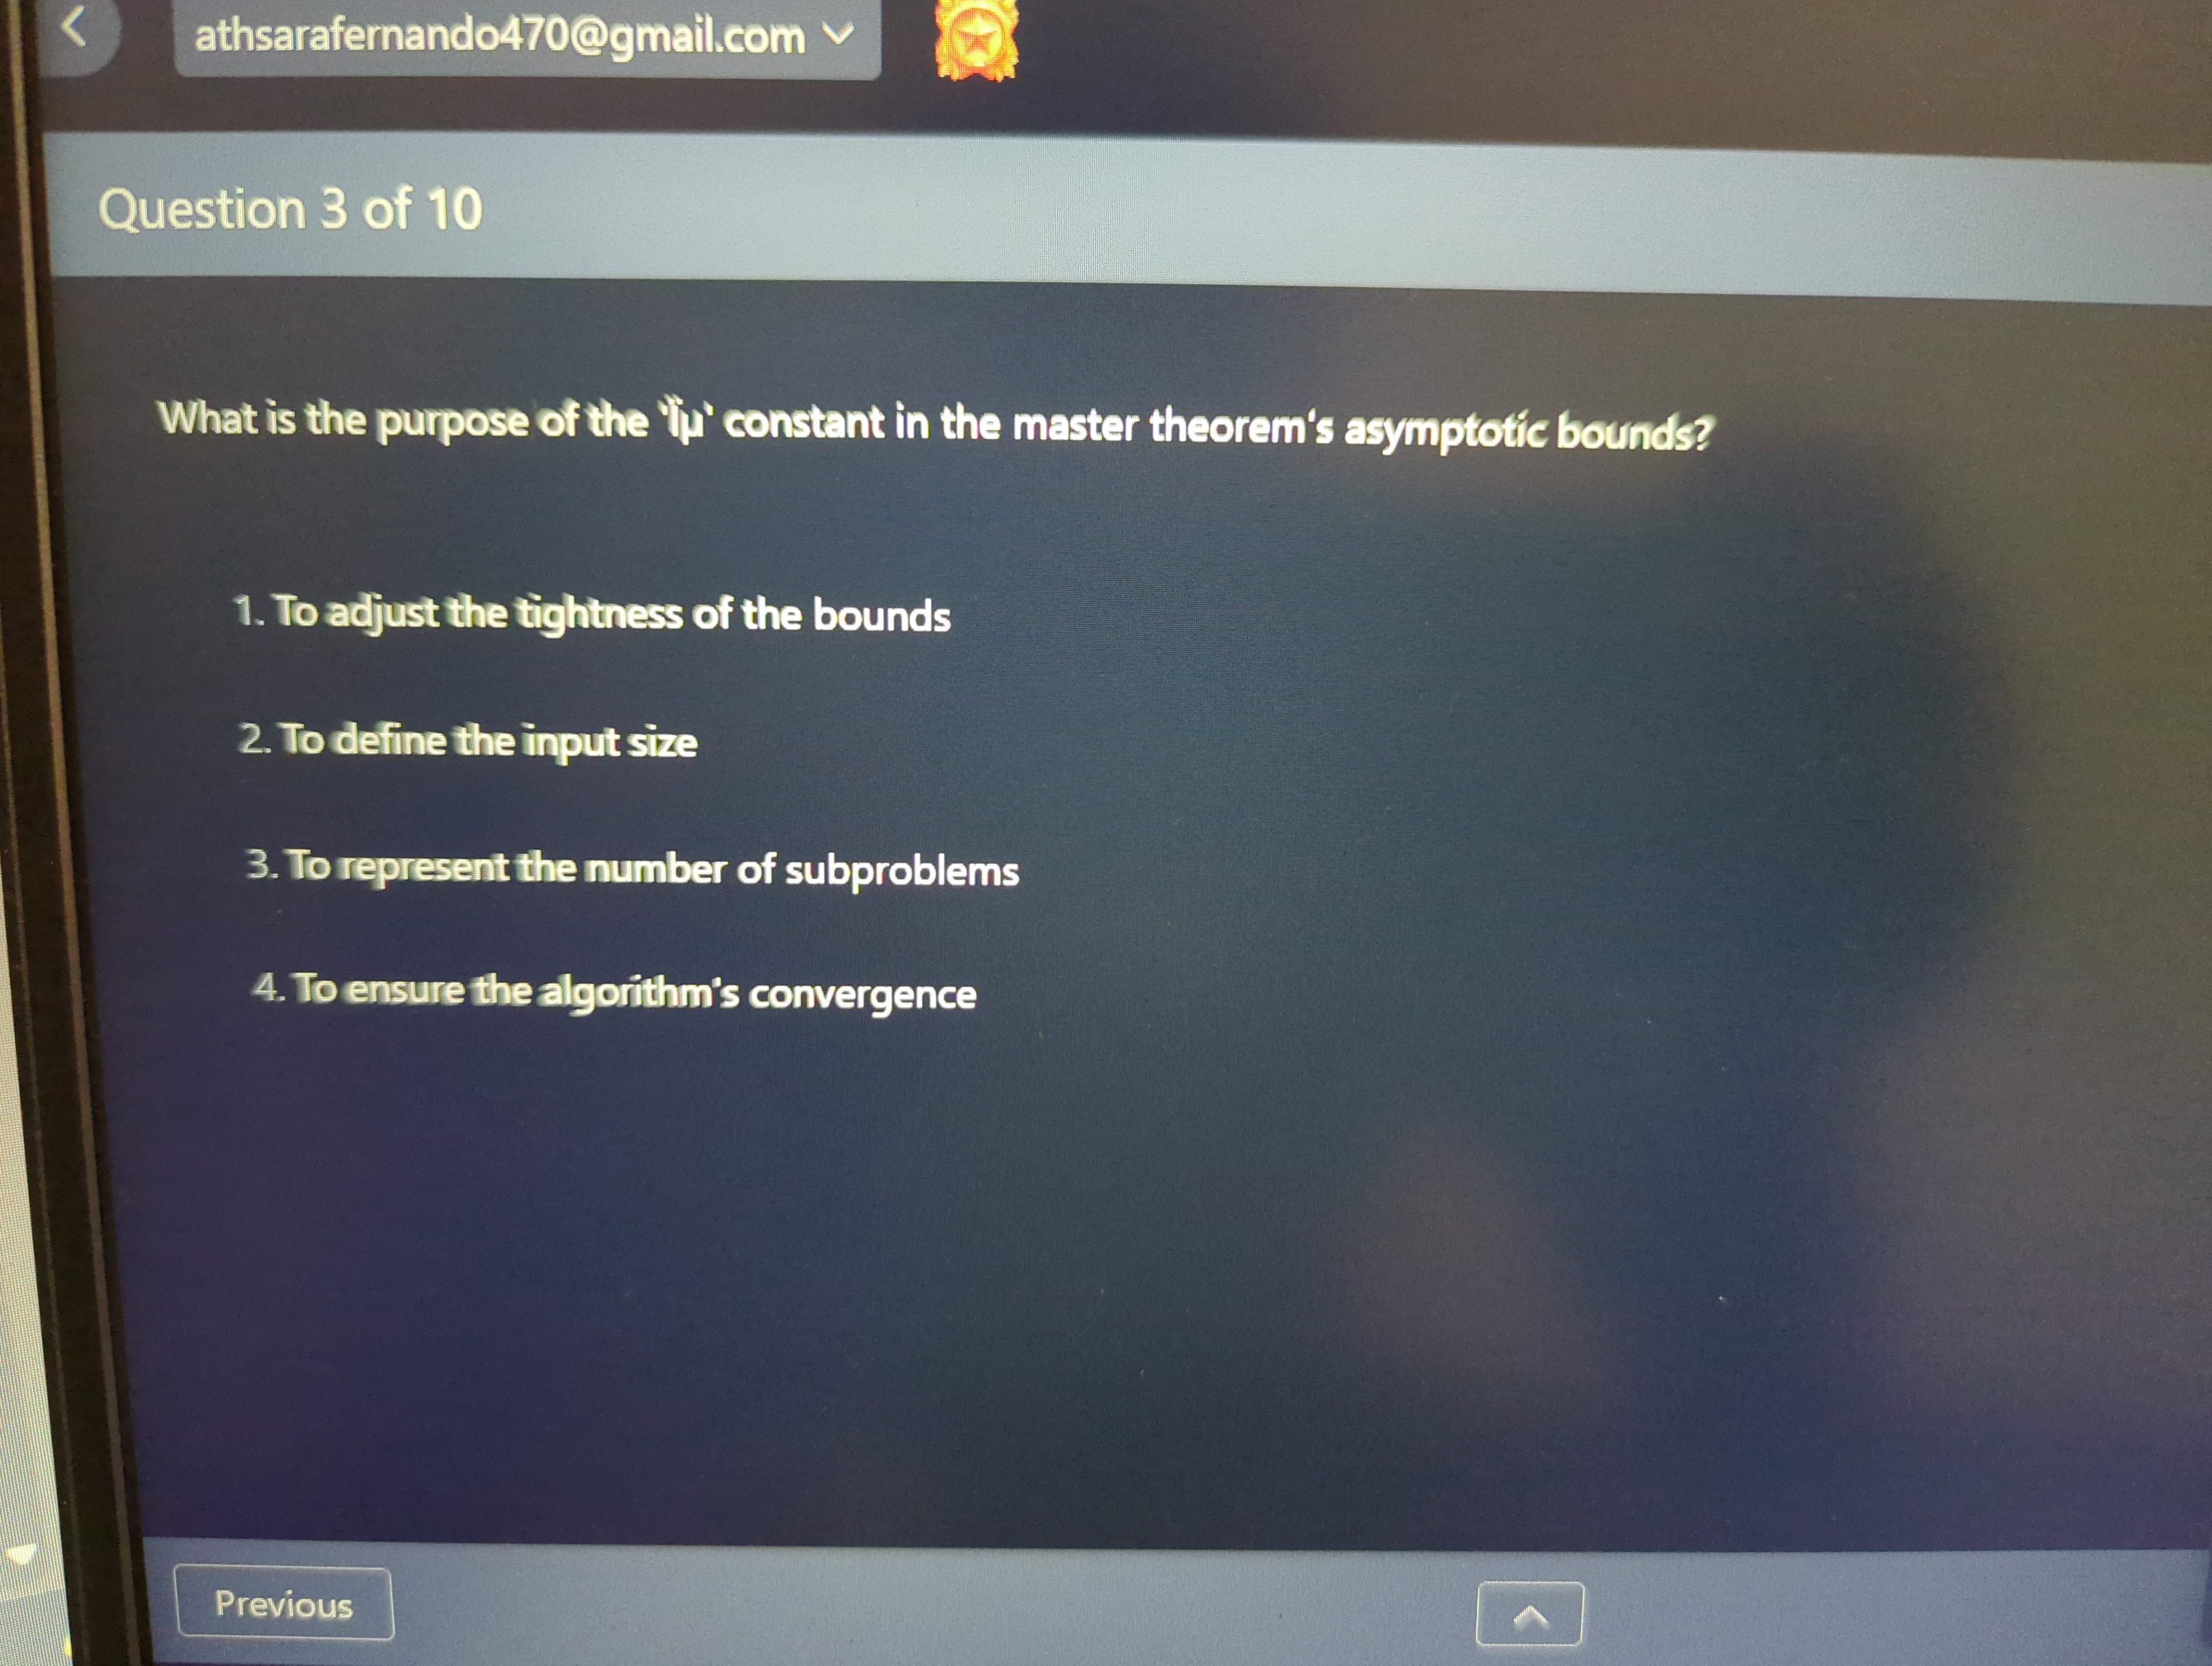 athsarafernando470@gmail.com
Question 3 of 10
What is the purpose of the 'Îµ' constant in the master theorem's asymptotic bounds?
1. To adjust the tightness of the bounds
2. To define the input size
3. To represent the number of subproblems
4. To ensure the algorithm's convergence
Previous